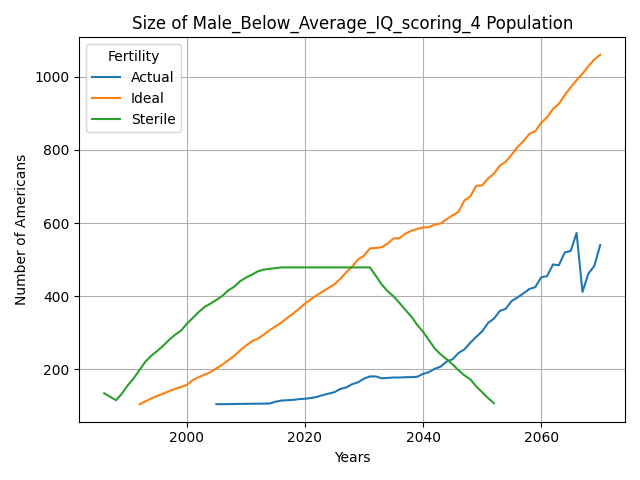 Size of Male_Below_Average_IQ_scoring_4 Population
Fertility
Actual
Ideal
Sterile
Number of Americans
1000
800
600
400
200
2000
2020
2040
2060
Years